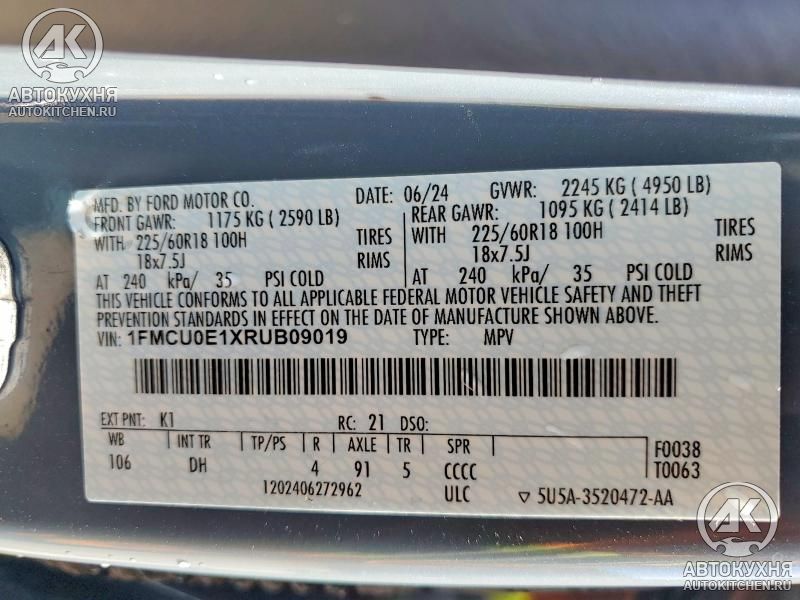 AK
АВТОКУХНЯ
AUTOKITCHEN.RU
MFD. BY FORD MOTOR CO. DATE: 06/24 GVWR: 2245 KG ( 4950 LB)
FRONT GAWR: 1175 KG ( 2590 LB) REAR GAWR: 1095 KG ( 2414 LB)
WITH 225/60R18 100H TIRES WITH 225/60R18 100H TIRES
18x7.5J RIMS 18x7.5J RIMS
AT 240 kPa/ 35 PSI COLD AT 240 kPa/ 35 PSI COLD
THIS VEHICLE CONFORMS TO ALL APPLICABLE FEDERAL MOTOR VEHICLE SAFETY AND THEFT
PREVENTION STANDARDS IN EFFECT ON THE DATE OF MANUFACTURE SHOWN ABOVE.
VIN: 1FMCU0E1XRUB09019 TYPE: MPV
EXT PNT: K1 RC: 21 DSO:
WB INT TR TP/PS R AXLE TR SPR F0038
106 DH 4 91 5 CCCC T0063
1202406272962 ULC ▽ 5U5A-3520472-AA
AK
АВТОКУХНЯ
AUTOKITCHEN.RU